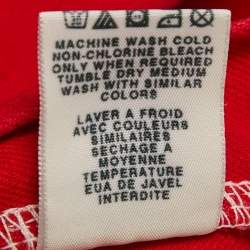 MACHINE WASH COLD
NON-CHLORINE BLEACH
ONLY WHEN REQUIRED
TUMBLE DRY MEDIUM
WASH WITH SIMILAR
COLORS
LAVER A FROID
AVEC COULEURS
SIMILAIRES
SECHAGE A
MOYENNE
TEMPERATURE
EUA DE JAVEL
INTERDITE